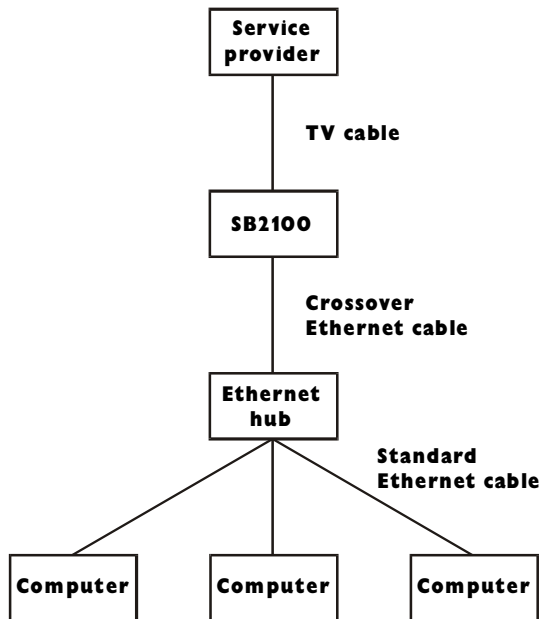 Service
provider
TV cable
SB2100
Crossover
Ethernet cable
Ethernet
hub
Standard
Ethernet cable
Computer
Computer
Computer